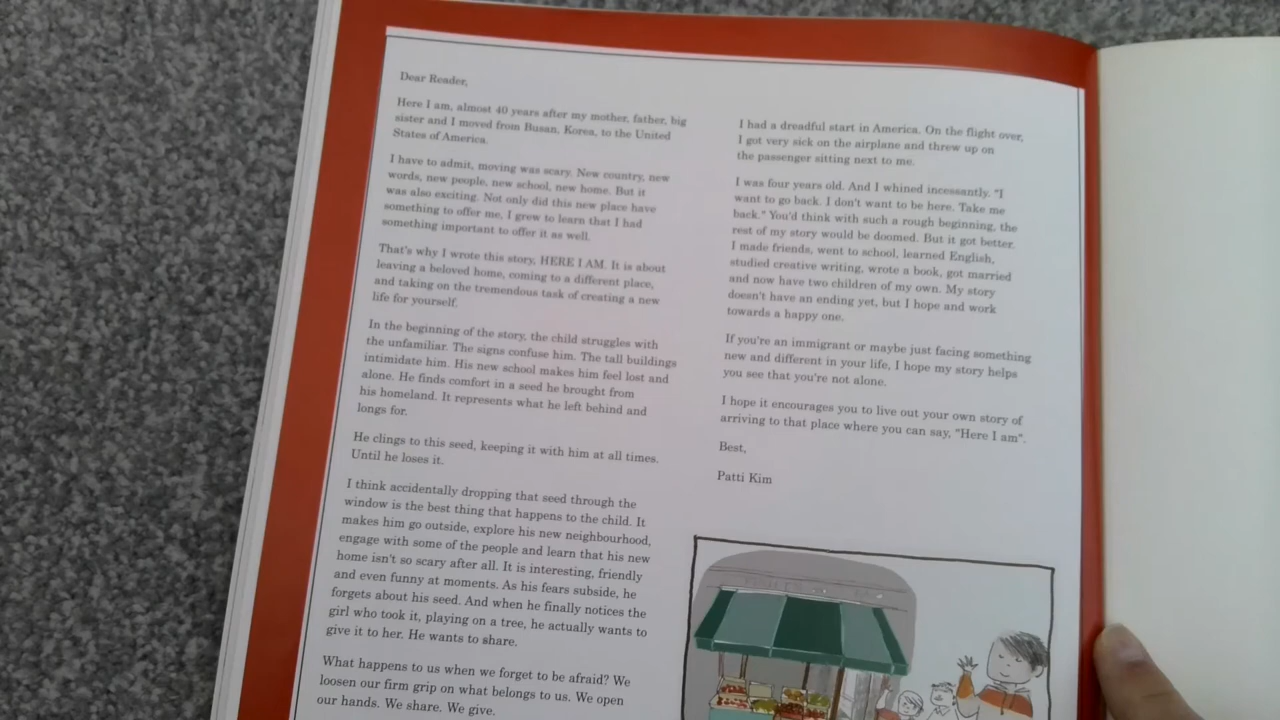 Dear Reader,
Here I am, almost 40 years after my mother, father, big
sister and I moved from Busan, Korea, to the United
States of America.
I have to admit, moving was scary. New country, new
words, new people, new school, new home. But it
was also exciting. Not only did this new place have
something to offer me, I grew to learn that I had
something important to offer it as well.
That's why I wrote this story, HERE I AM. It is about
leaving a beloved home, coming to a different place,
and taking on the tremendous task of creating a new
life for yourself.
In the beginning of the story, the child struggles with
the unfamiliar. The signs confuse him. The tall buildings
intimidate him. His new school makes him feel lost and
alone. He finds comfort in a seed he brought from
his homeland. It represents what he left behind and
longs for.
He clings to this seed, keeping it with him at all times.
Until he loses it.
I think accidentally dropping that seed through the
window is the best thing that happens to the child. It
makes him go outside, explore his new neighbourhood,
engage with some of the people and learn that his new
home isn't so scary after all. It is interesting, friendly
and even funny at moments. As his fears subside, he
forgets about his seed. And when he finally notices the
girl who took it, playing on a tree, he actually wants to
give it to her. He wants to share.
What happens to us when we forget to be afraid? We
loosen our firm grip on what belongs to us. We open
our hands. We share. We give.
I had a dreadful start in America. On the flight over,
I got very sick on the airplane and threw up on
the passenger sitting next to me.
I was four years old. And I whined incessantly. "I
want to go back. I don't want to be here. Take me
back." You'd think with such a rough beginning, the
rest of my story would be doomed. But it got better.
I made friends, went to school, learned English,
studied creative writing, wrote a book, got married
and now have two children of my own. My story
doesn't have an ending yet, but I hope and work
towards a happy one.
If you're an immigrant or maybe just facing something
new and different in your life, I hope my story helps
you see that you're not alone.
I hope it encourages you to live out your own story of
arriving to that place where you can say, "Here I am".
Best,
Patti Kim